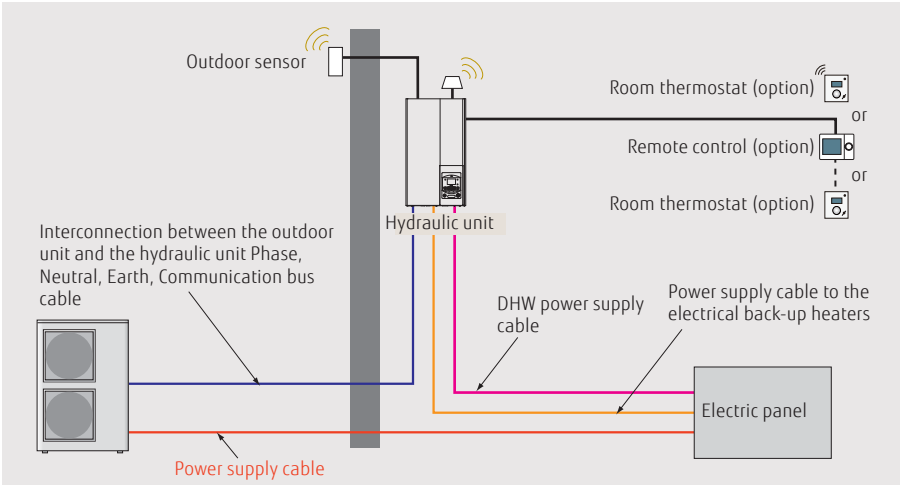 Outdoor sensor
Room thermostat (option)
or
Remote control (option)
or
Room thermostat (option)
Hydraulic unit
Interconnection between the outdoor
unit and the hydraulic unit Phase,
Neutral, Earth, Communication bus
cable
DHW power supply
cable
Power supply cable to the
electrical back-up heaters
Electric panel
Power supply cable